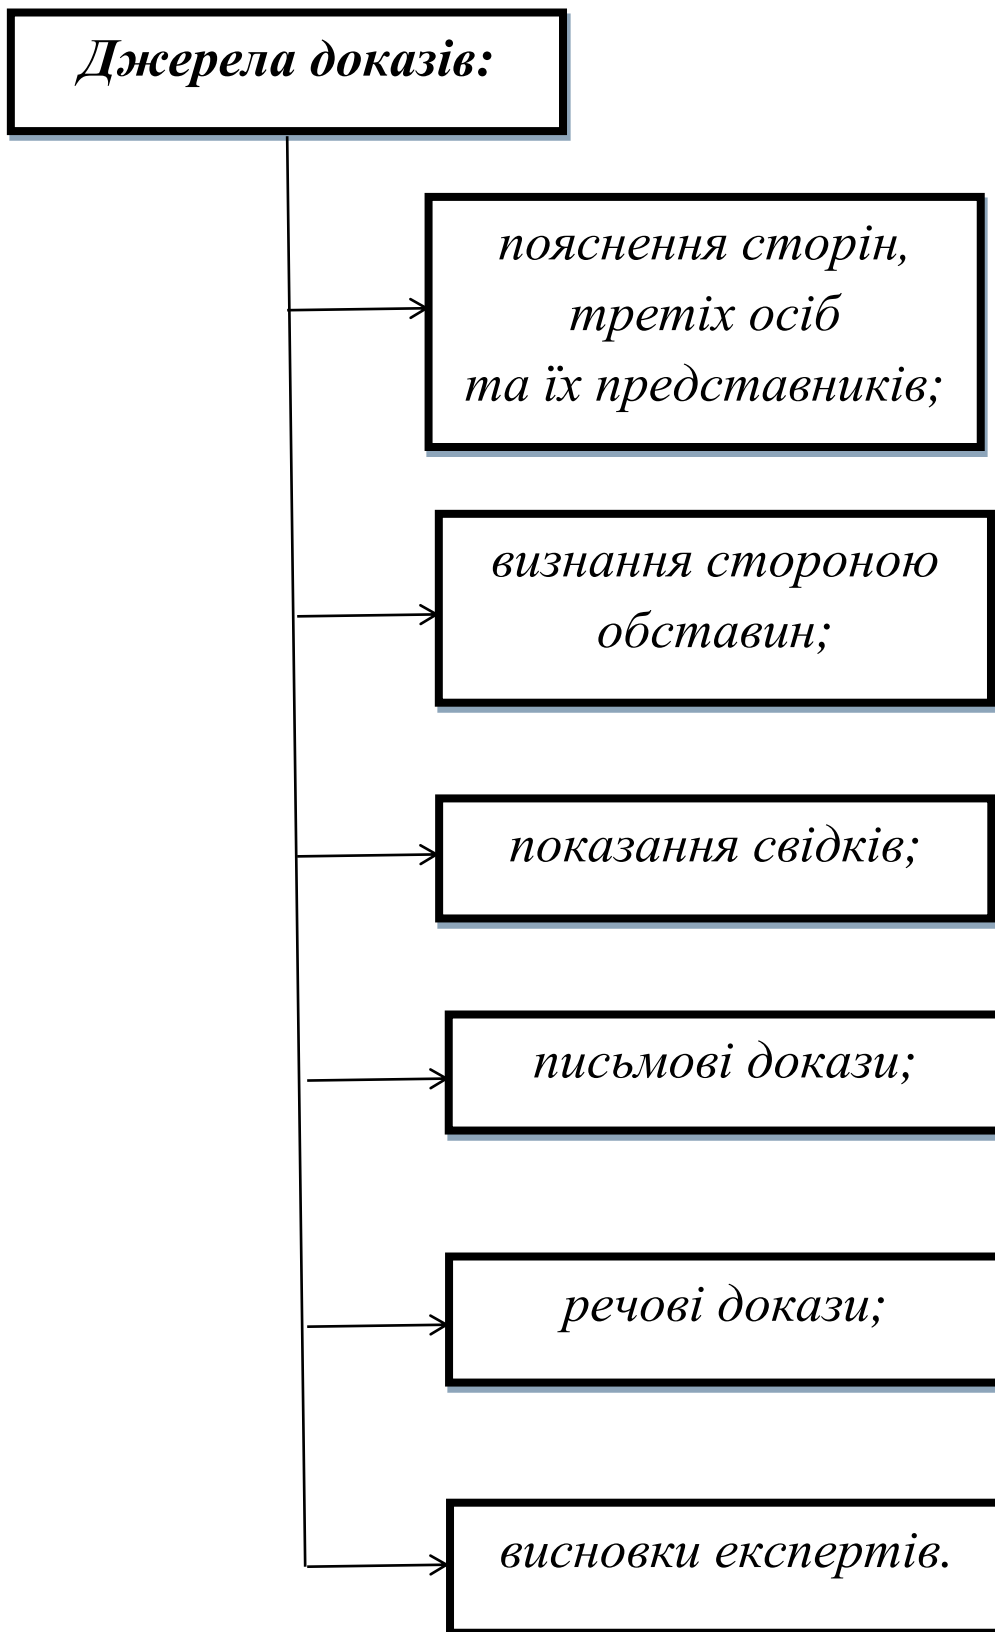 Джерела доказів:
пояснення сторін,
третіх осіб
та їх представників;
визнання стороною
обставин;
показання свідків;
письмові докази;
речові докази;
висновки експертів.